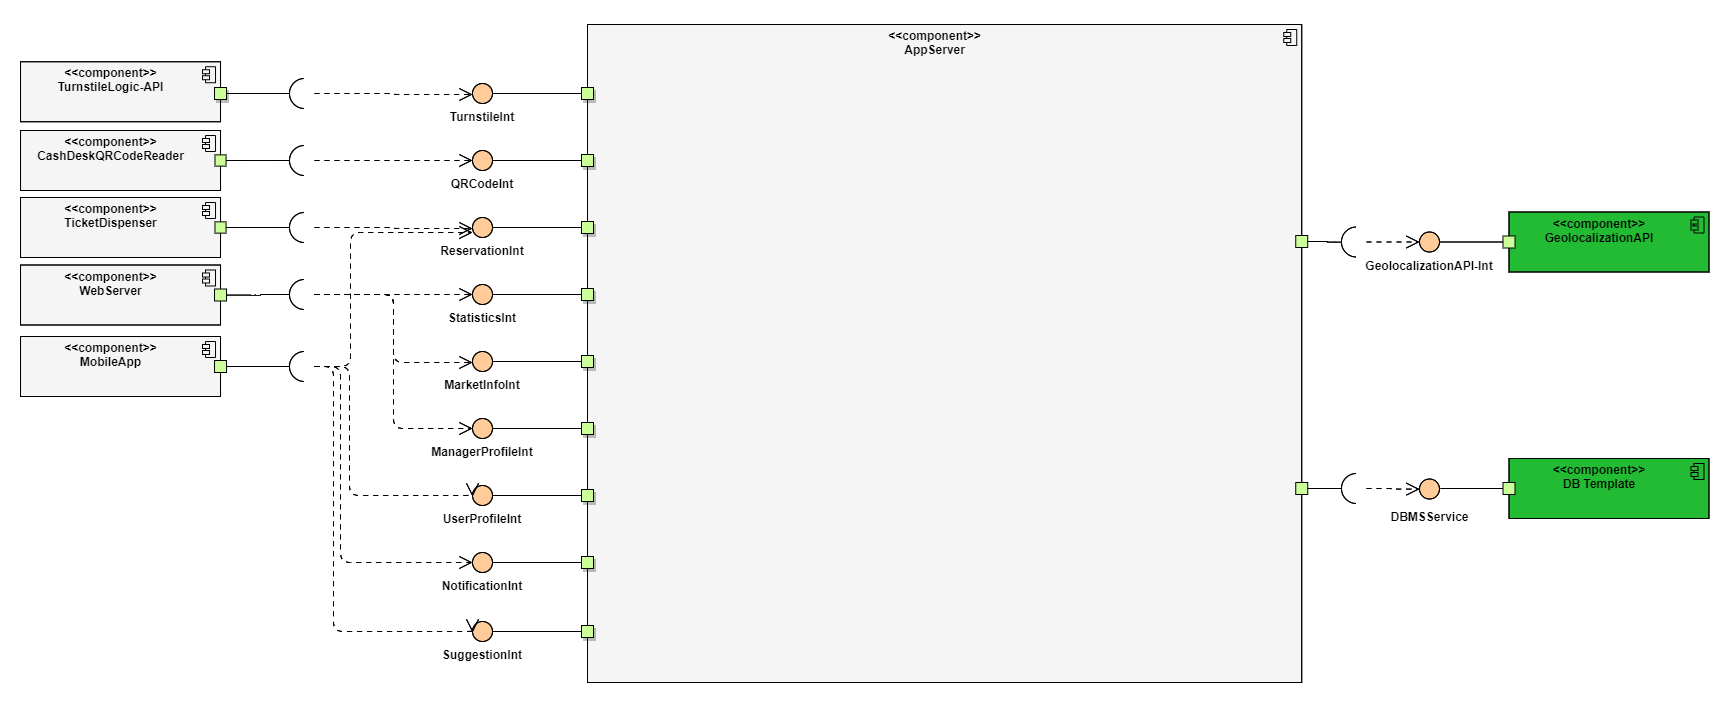 <<component>>
TurnstileLogic-API
<<component>>
CashDeskQRCodeReader
<<component>>
TicketDispenser
<<component>>
WebServer
<<component>>
MobileApp
TurnstileInt
QRCodeInt
ReservationInt
StatisticsInt
MarketInfoInt
ManagerProfileInt
UserProfileInt
NotificationInt
SuggestionInt
<<component>>
AppServer
GeolocalizationAPI-Int
DBMSService
<<component>>
GeolocalizationAPI
<<component>>
DB Template